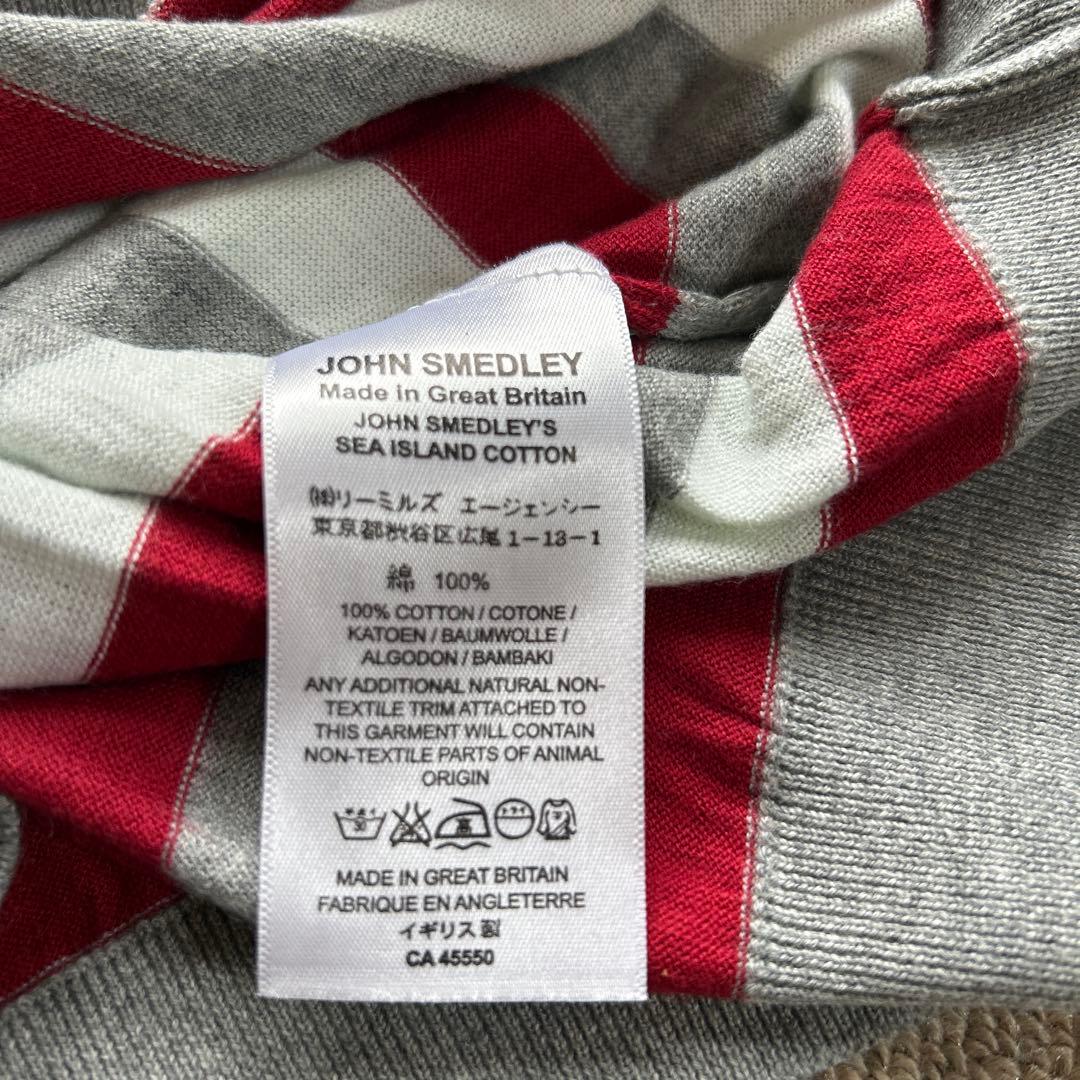 JOHN SMEDLEY
Made in Great Britain
JOHN SMEDLEY'S
SEA ISLAND COTTON
㈱リーミルズ エージェンシー
東京都渋谷区広尾1-13-1
綿 100%
100% COTTON / COTONE /
KATOEN / BAUMWOLLE /
ALGODON / BAMBAKI
ANY ADDITIONAL NATURAL NON-
TEXTILE TRIM ATTACHED TO
THIS GARMENT WILL CONTAIN
NON-TEXTILE PARTS OF ANIMAL
ORIGIN
MADE IN GREAT BRITAIN
FABRIQUE EN ANGLETERRE
イギリス製
CA 45550